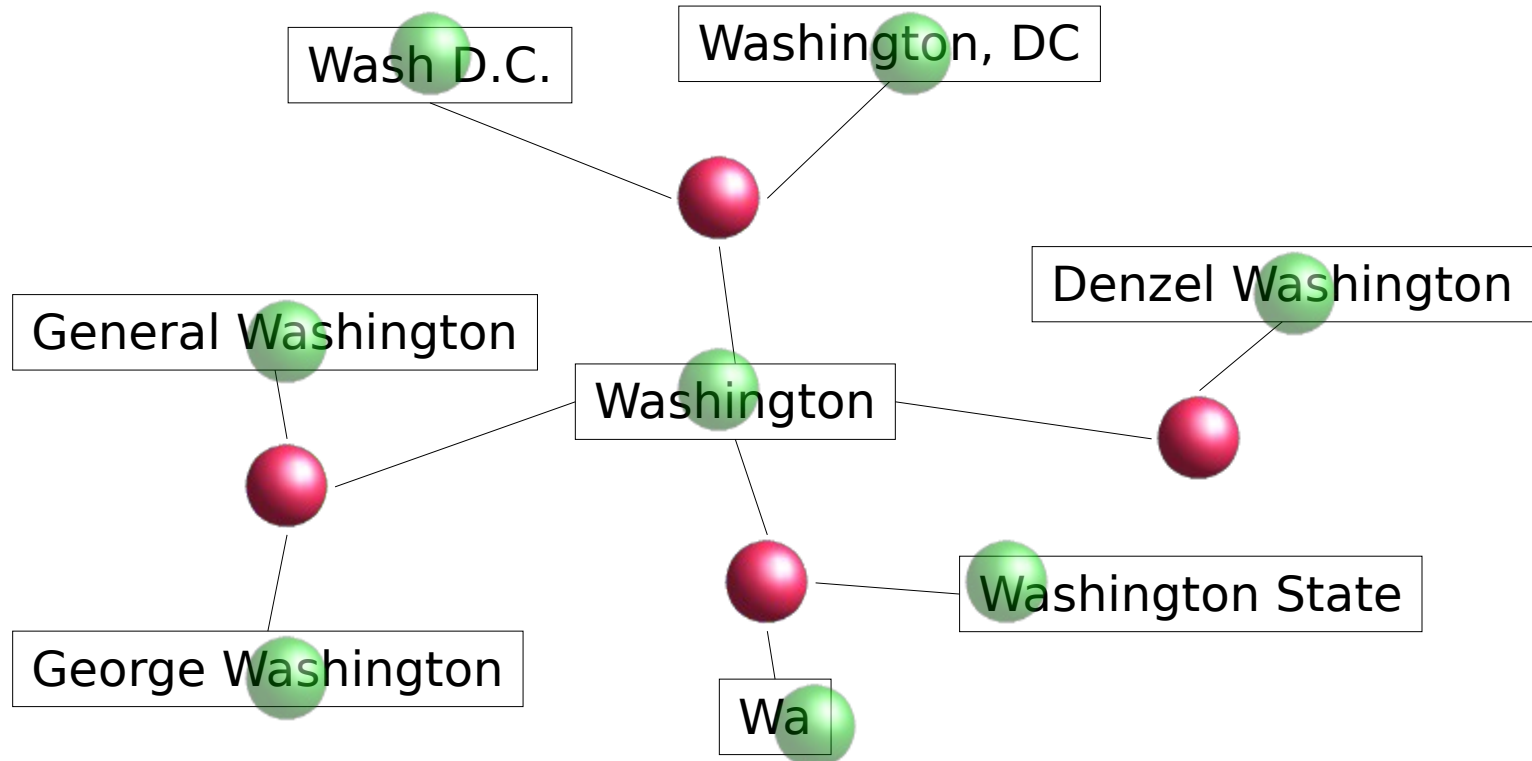 Wash D.C.
Washington, DC
Denzel Washington
General Washington
Washington
Washington State
George Washington
Wa